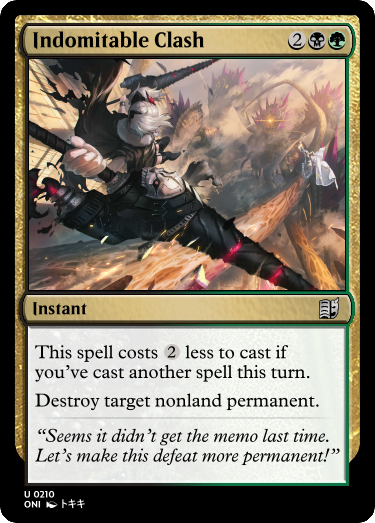 Indomitable Clash 2
Instant
This spell costs 2 less to cast if
you've cast another spell this turn.
Destroy target nonland permanent.
“Seems it didn't get the memo last time.
Let's make this defeat more permanent!”
U 0210
ONI トキキ